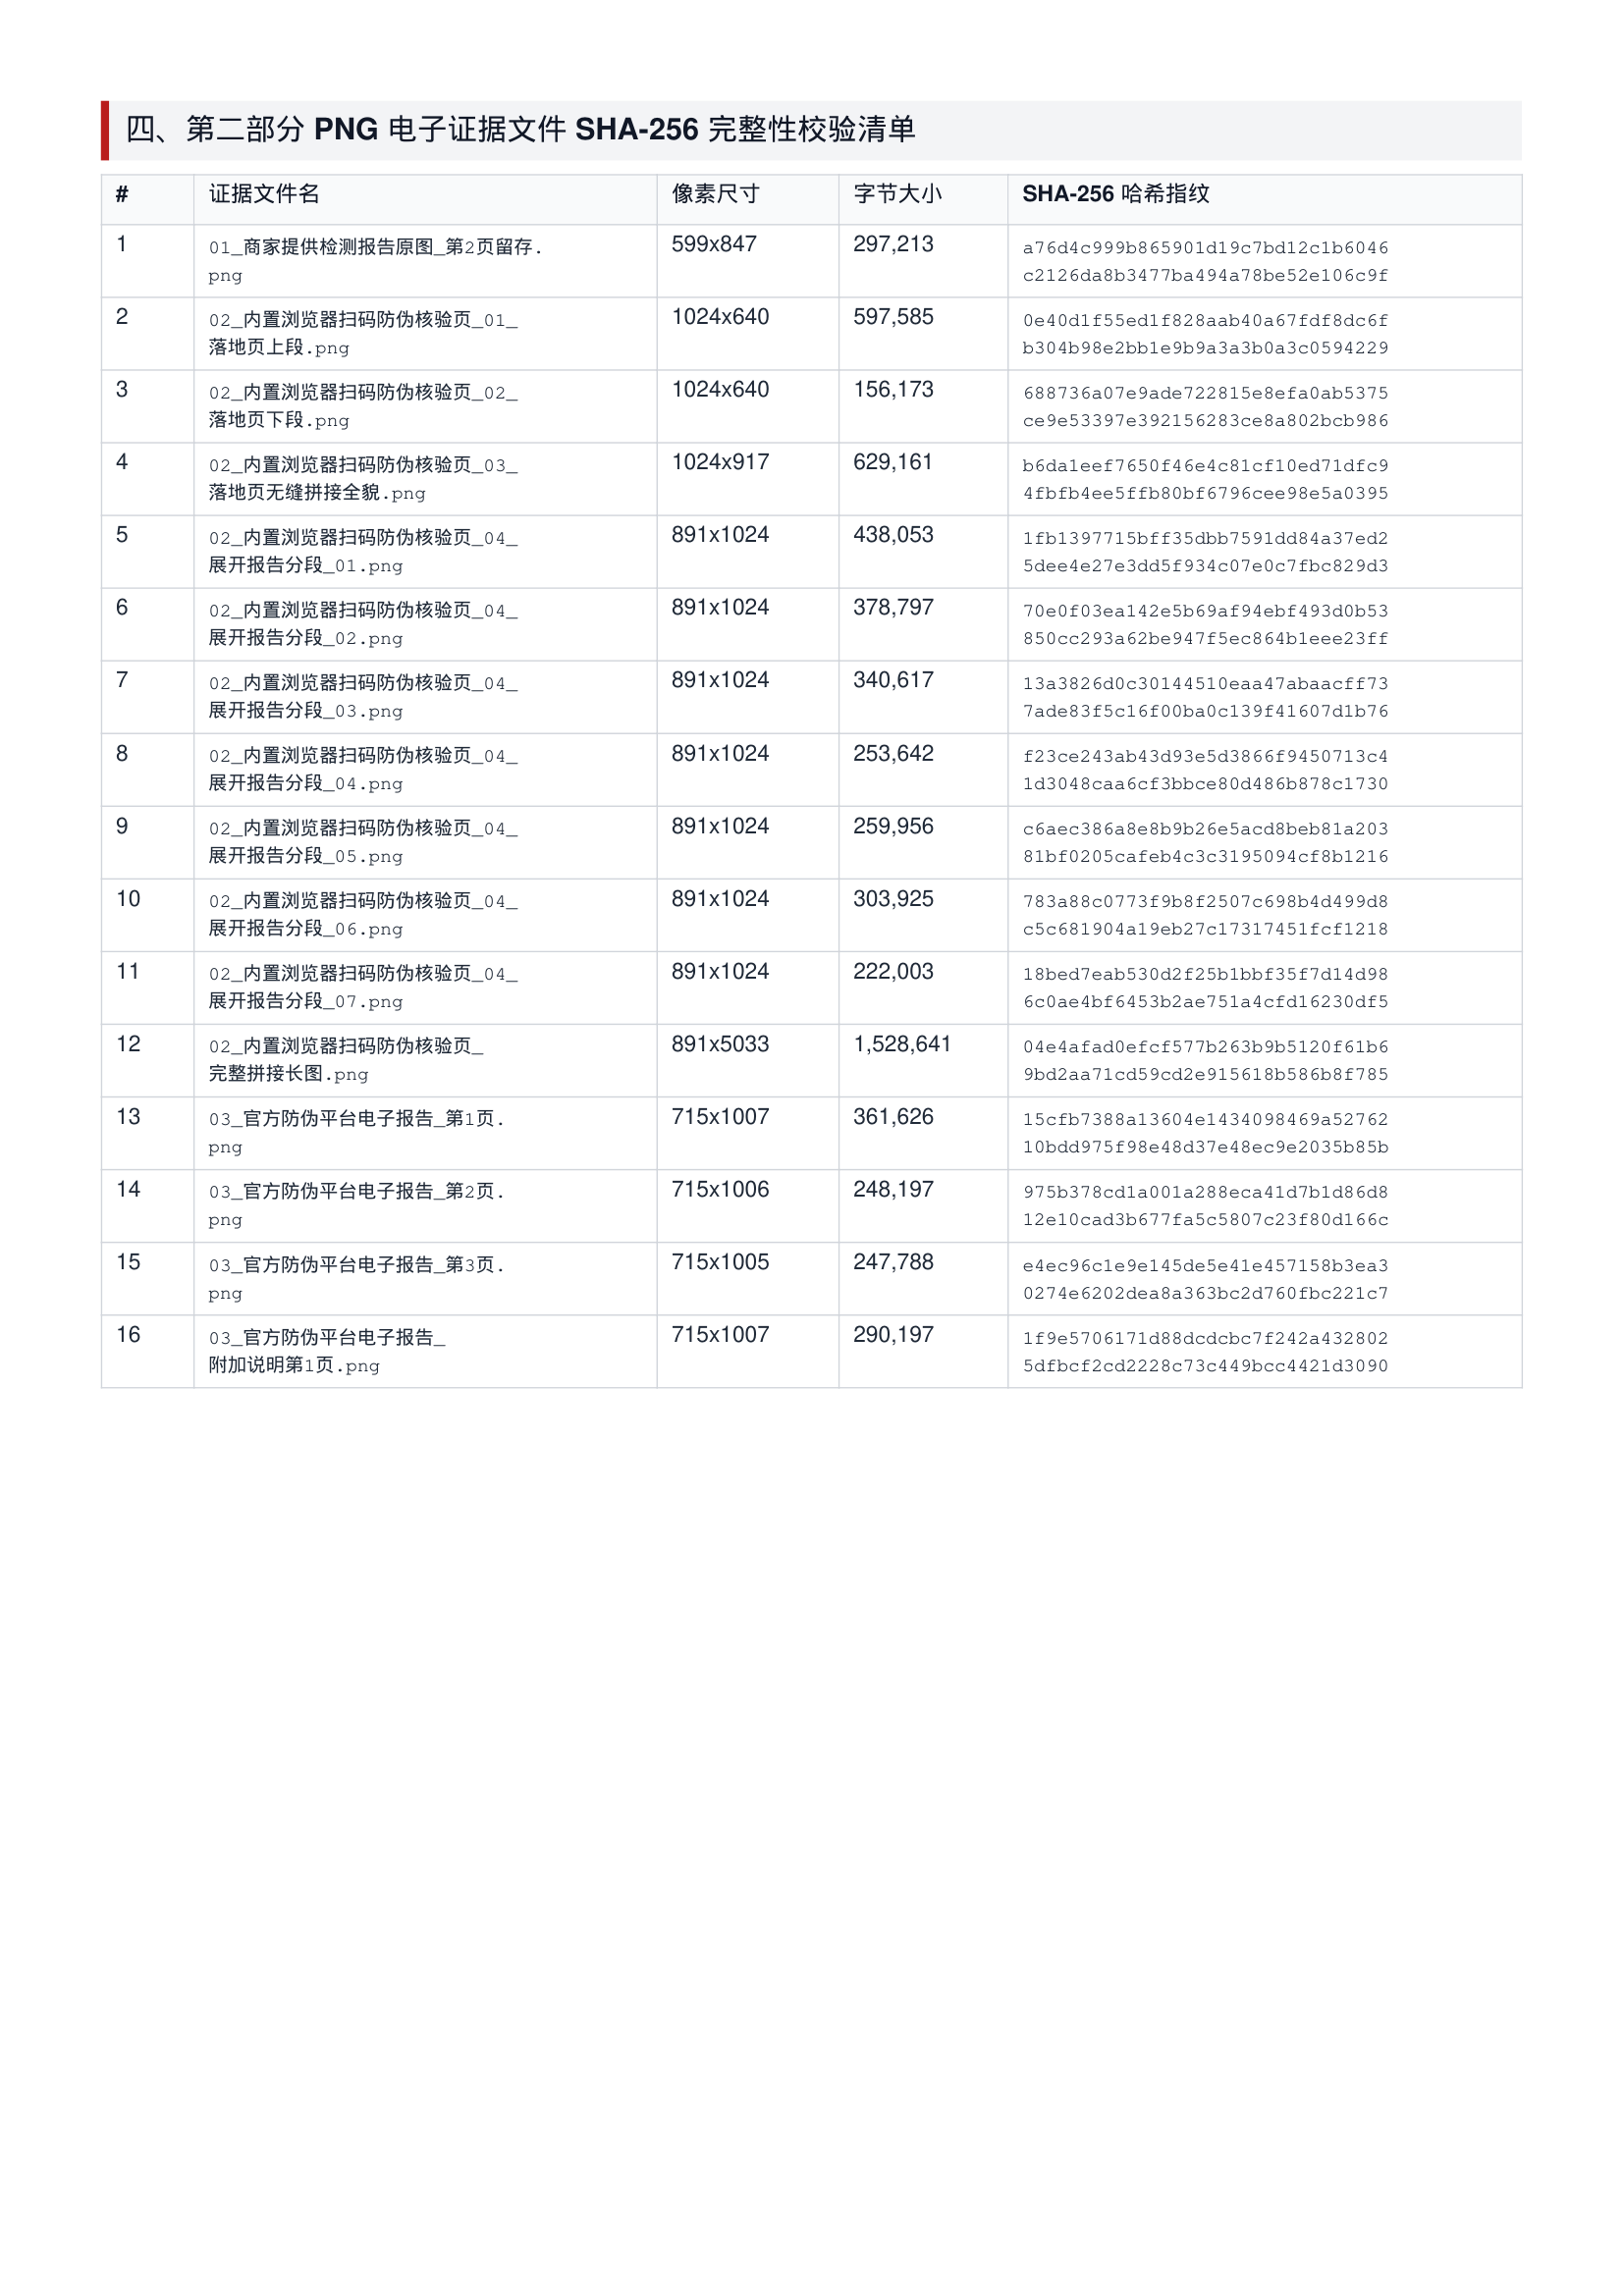 四、第二部分 PNG 电子证据文件 SHA-256 完整性校验清单
# 证据文件名 像素尺寸 字节大小 SHA-256 哈希指纹
1 01_商家提供检测报告原图_第2页留存. 599x847 297,213 a76d4c999b865901d19c7bd12c1b6046
png c2126da8b3477ba494a78be52e106c9f
2 02_内置浏览器扫码防伪核验页_01_ 1024x640 597,585 0e40d1f55ed1f828aab40a67fdf8dc6f
落地页上段.png b304b98e2bb1e9b9a3a3b0a3c0594229
3 02_内置浏览器扫码防伪核验页_02_ 1024x640 156,173 688736a07e9ade722815e8efa0ab5375
落地页下段.png ce9e53397e392156283ce8a802bcb986
4 02_内置浏览器扫码防伪核验页_03_ 1024x917 629,161 b6da1eef7650f46e4c81cf10ed71dfc9
落地页无缝拼接全貌.png 4fbfb4ee5ffb80bf6796cee98e5a0395
5 02_内置浏览器扫码防伪核验页_04_ 891x1024 438,053 1fb1397715bff35dbb7591dd84a37ed2
展开报告分段_01.png 5dee4e27e3dd5f934c07e0c7fbc829d3
6 02_内置浏览器扫码防伪核验页_04_ 891x1024 378,797 70e0f03ea142e5b69af94ebf493d0b53
展开报告分段_02.png 850cc293a62be947f5ec864b1eee23ff
7 02_内置浏览器扫码防伪核验页_04_ 891x1024 340,617 13a3826d0c30144510eaa47abaacff73
展开报告分段_03.png 7ade83f5c16f00ba0c139f41607d1b76
8 02_内置浏览器扫码防伪核验页_04_ 891x1024 253,642 f23ce243ab43d93e5d3866f9450713c4
展开报告分段_04.png 1d3048caa6cf3bbce80d486b878c1730
9 02_内置浏览器扫码防伪核验页_04_ 891x1024 259,956 c6aec386a8e8b9b26e5acd8beb81a203
展开报告分段_05.png 81bf0205cafeb4c3c3195094cf8b1216
10 02_内置浏览器扫码防伪核验页_04_ 891x1024 303,925 783a88c0773f9b8f2507c698b4d499d8
展开报告分段_06.png c5c681904a19eb27c17317451fcf1218
11 02_内置浏览器扫码防伪核验页_04_ 891x1024 222,003 18bed7eab530d2f25b1bbf35f7d14d98
展开报告分段_07.png 6c0ae4bf6453b2ae751a4cfd16230df5
12 02_内置浏览器扫码防伪核验页_ 891x5033 1,528,641 04e4afad0efcf577b263b9b5120f61b6
完整拼接长图.png 9bd2aa71cd59cd2e915618b586b8f785
13 03_官方防伪平台电子报告_第1页. 715x1007 361,626 15cfb7388a13604e1434098469a52762
png 10bdd975f98e48d37e48ec9e2035b85b
14 03_官方防伪平台电子报告_第2页. 715x1006 248,197 975b378cd1a001a288eca41d7b1d86d8
png 12e10cad3b677fa5c5807c23f80d166c
15 03_官方防伪平台电子报告_第3页. 715x1005 247,788 e4ec96c1e9e145de5e41e457158b3ea3
png 0274e6202dea8a363bc2d760fbc221c7
16 03_官方防伪平台电子报告_ 715x1007 290,197 1f9e5706171d88dcdcbc7f242a432802
附加说明第1页.png 5dfbcf2cd2228c73c449bcc4421d3090